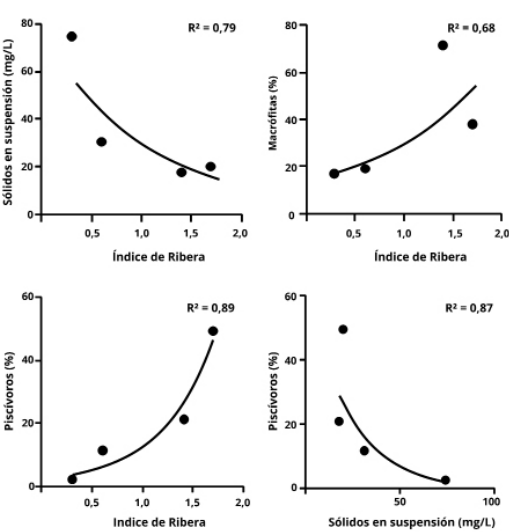 Sólidos en suspensión (mg/L)
80
60
40
20
0
R² = 0,79
0,5 1,0 1,5 2,0
Índice de Ribera
Macrófitas (%)
80
60
40
20
0
R² = 0,68
0,5 1,0 1,5 2,0
Índice de Ribera
Piscívoros (%)
60
40
20
0
R² = 0,89
0,5 1,0 1,5 2,0
Indice de Ribera
Piscívoros (%)
60
40
20
0
R² = 0,87
50 100
Sólidos en suspensión (mg/L)